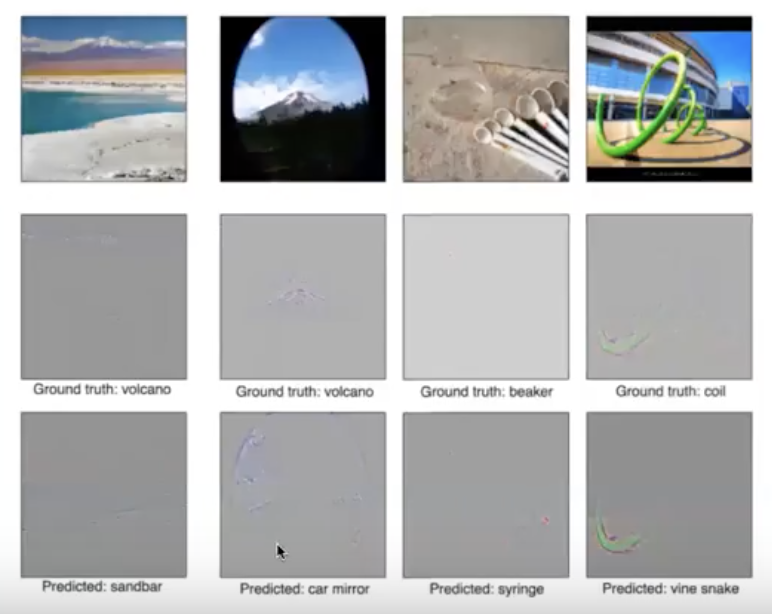 Ground truth: volcano
Ground truth: volcano
Ground truth: beaker
Ground truth: coil
Predicted: sandbar
Predicted: car mirror
Predicted: syringe
Predicted: vine snake